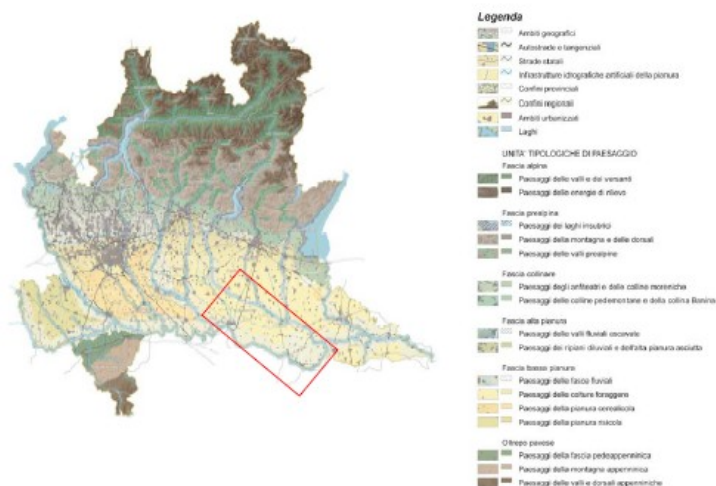 Legenda
Ambiti geografici
Autostrade e tangenziali
Strade statali
Infrastrutture idrografiche artificiali della pianura
Confini provinciali
Confini regionali
Ambiti urbanizzati
Laghi
UNITA' TIPOLOGICHE DI PAESAGGIO
Fascia alpina
Paesaggi delle valli e dei versanti
Paesaggi delle energie di rilievo
Fascia prealpina
Paesaggi dei laghi insubrici
Paesaggi della montagna e delle dorsali
Paesaggi delle valli prealpine
Fascia collinare
Paesaggi degli anfiteatri e delle colline moreniche
Paesaggi delle colline pedemontane e della collina Banina
Fascia alta pianura
Paesaggi delle valli fluviali escavate
Paesaggi dei ripiani diluviali e dell'alta pianura asciutta
Fascia bassa pianura
Paesaggi delle fasce fluviali
Paesaggi delle colture foraggere
Paesaggi della pianura cerealicola
Paesaggi della pianura risicola
Oltrepo pavese
Paesaggi della fascia pedeappenninica
Paesaggi della montagna appenninica
Paesaggi delle valli e dorsali appenniniche